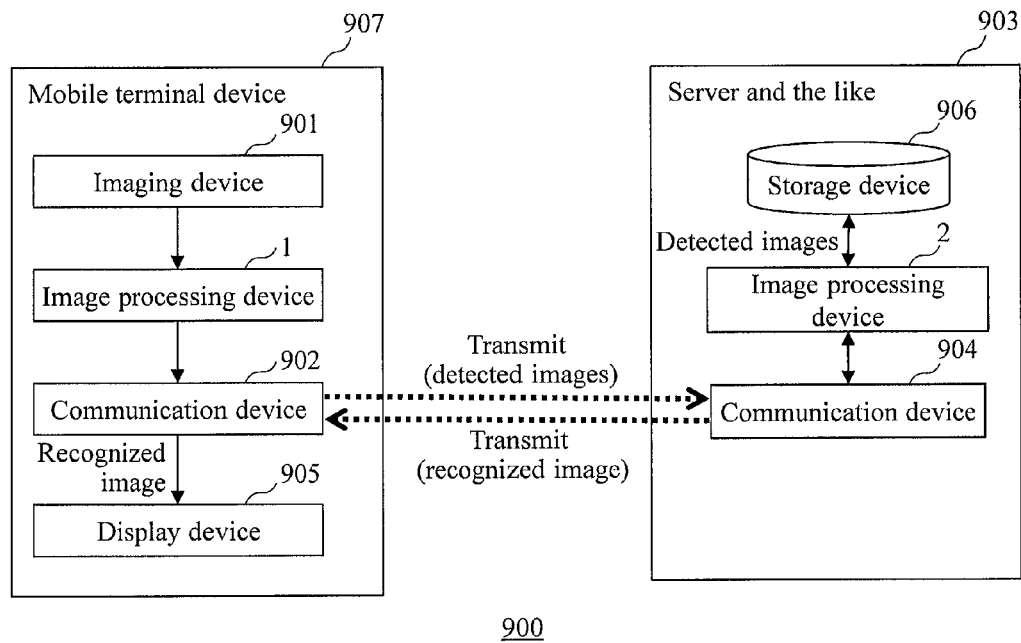 907
903
Mobile terminal device
Server and the like
901
906
Imaging device
Storage device
Detected images
1
2
Image processing device
Image processing
device
902
904
Transmit
(detected images)
Communication device
Communication device
Transmit
(recognized image)
Recognized
image
905
Display device
900